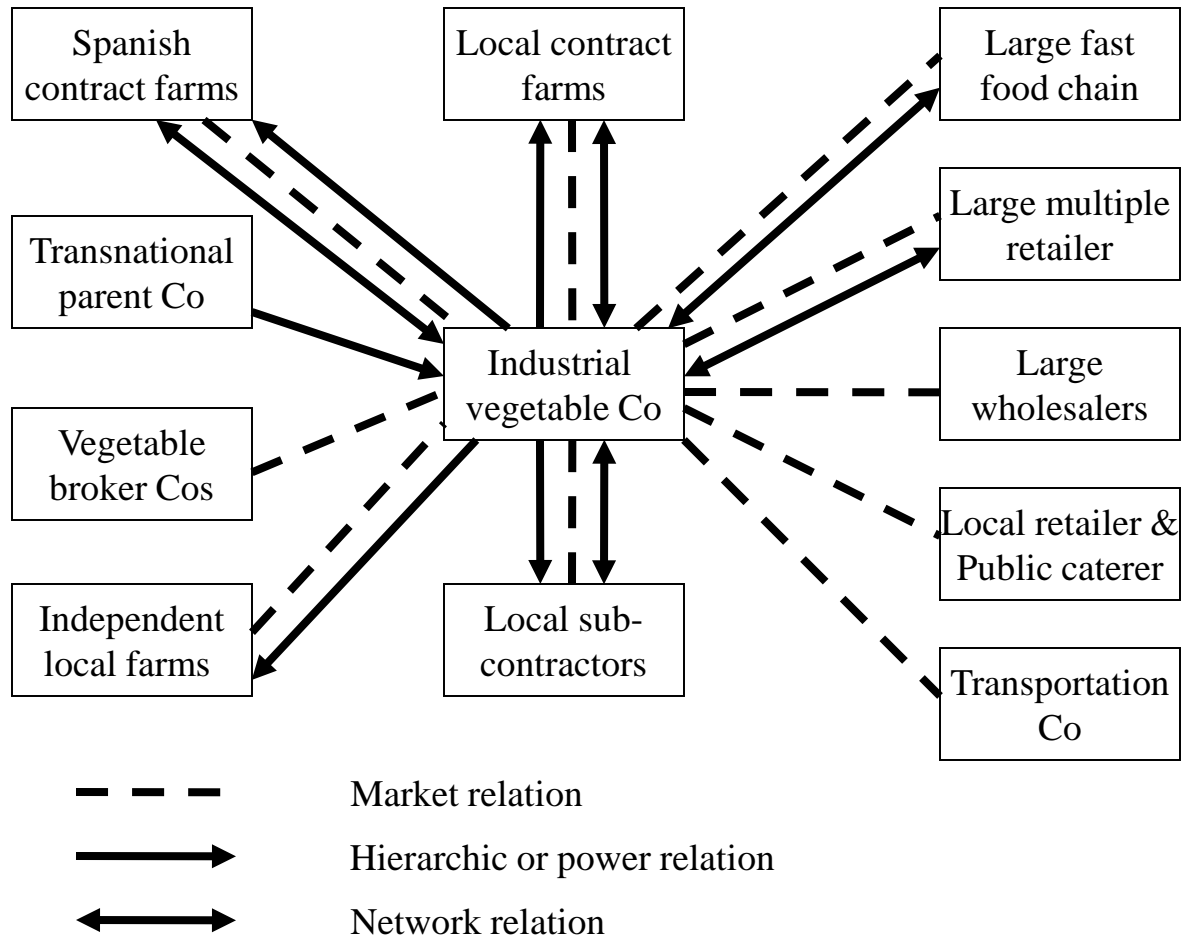 Spanish
contract farms
Local contract
farms
Large fast
food chain
Transnational
parent Co
Large multiple
retailer
Industrial
vegetable Co
Large
wholesalers
Vegetable
broker Cos
Local retailer &
Public caterer
Independent
local farms
Local sub-
contractors
Transportation
Co
Market relation
Hierarchic or power relation
Network relation